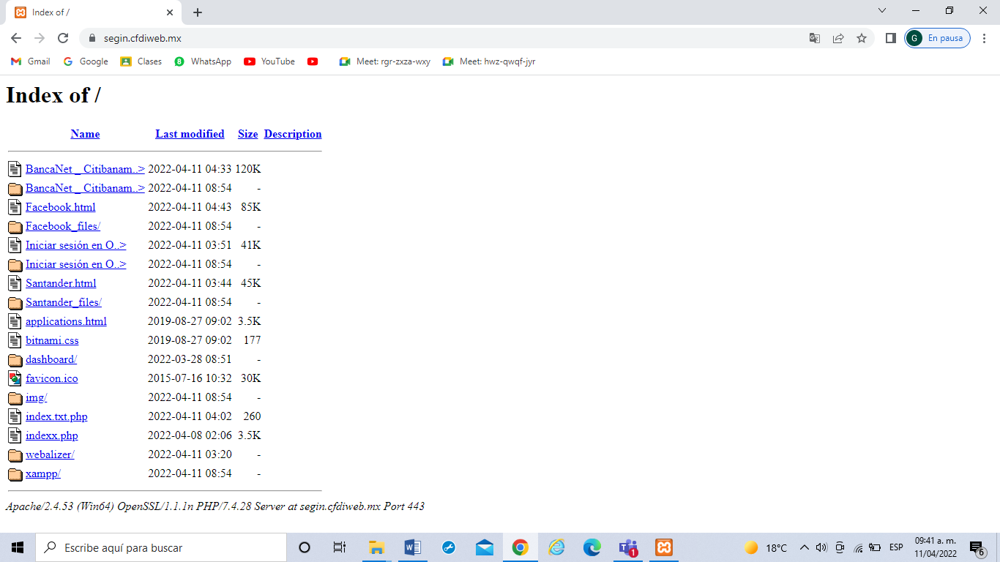 Index of /
segin.cfdiweb.mx
G En pausa
Gmail Google Clases 8 WhatsApp YouTube Meet: rgr-zxza-wxy Meet: hwz-qwqf-jyr
Index of /
Name Last modified Size Description
BancaNet _ Citibanam..> 2022-04-11 04:33 120K
BancaNet _ Citibanam..> 2022-04-11 08:54 -
Facebook.html 2022-04-11 04:43 85K
Facebook_files/ 2022-04-11 08:54 -
Iniciar sesión en O..> 2022-04-11 03:51 41K
Iniciar sesión en O..> 2022-04-11 08:54 -
Santander.html 2022-04-11 03:44 45K
Santander_files/ 2022-04-11 08:54 -
applications.html 2019-08-27 09:02 3.5K
bitnami.css 2019-08-27 09:02 177
dashboard/ 2022-03-28 08:51 -
favicon.ico 2015-07-16 10:32 30K
img/ 2022-04-11 08:54 -
index.txt.php 2022-04-11 04:02 260
indexx.php 2022-04-08 02:06 3.5K
webalizer/ 2022-04-11 03:20 -
xampp/ 2022-04-11 08:54 -
Apache/2.4.53 (Win64) OpenSSL/1.1.1n PHP/7.4.28 Server at segin.cfdiweb.mx Port 443
Escribe aquí para buscar 1 18°C ESP 09:41 a. m.
11/04/2022 6